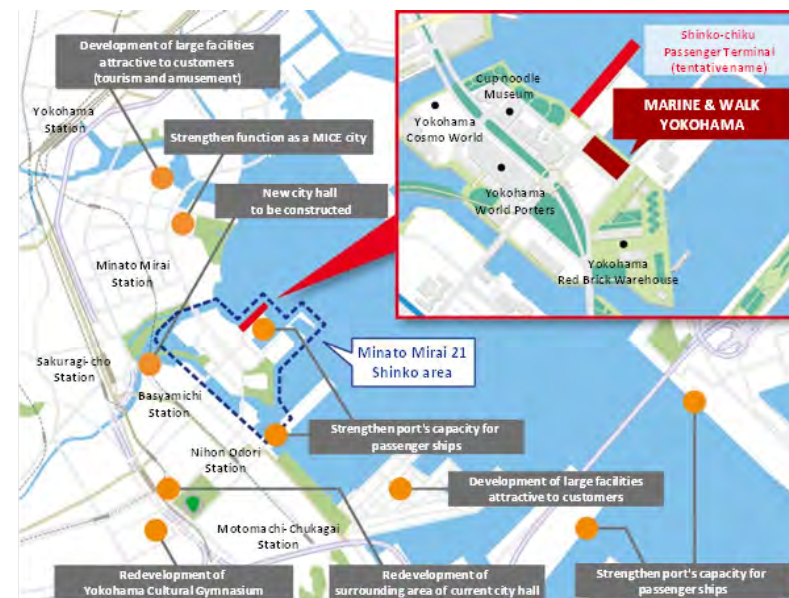 Development of large facilities
attractive to customers
(tourism and amusement)
Yokohama
Station
Strengthen function as a MICE city
New city hall
to be constructed
Minato Mirai
Station
Sakuragi-cho
Station
Basyamichi
Station
Nihon Odori
Station
Motomachi-Chukagai
Station
Minato Mirai 21
Shinko area
Strengthen port's capacity for
passenger ships
Development of large facilities
attractive to customers
Redevelopment of
Yokohama Cultural Gymnasium
Redevelopment of
surrounding area of current city hall
Strengthen port's capacity for
passenger ships
Shinko-chiku
Passenger Terminal
(tentative name)
MARINE & WALK
YOKOHAMA
Cupnoodle
Museum
Yokohama
Cosmo World
Yokohama
World Porters
Yokohama
Red Brick Warehouse